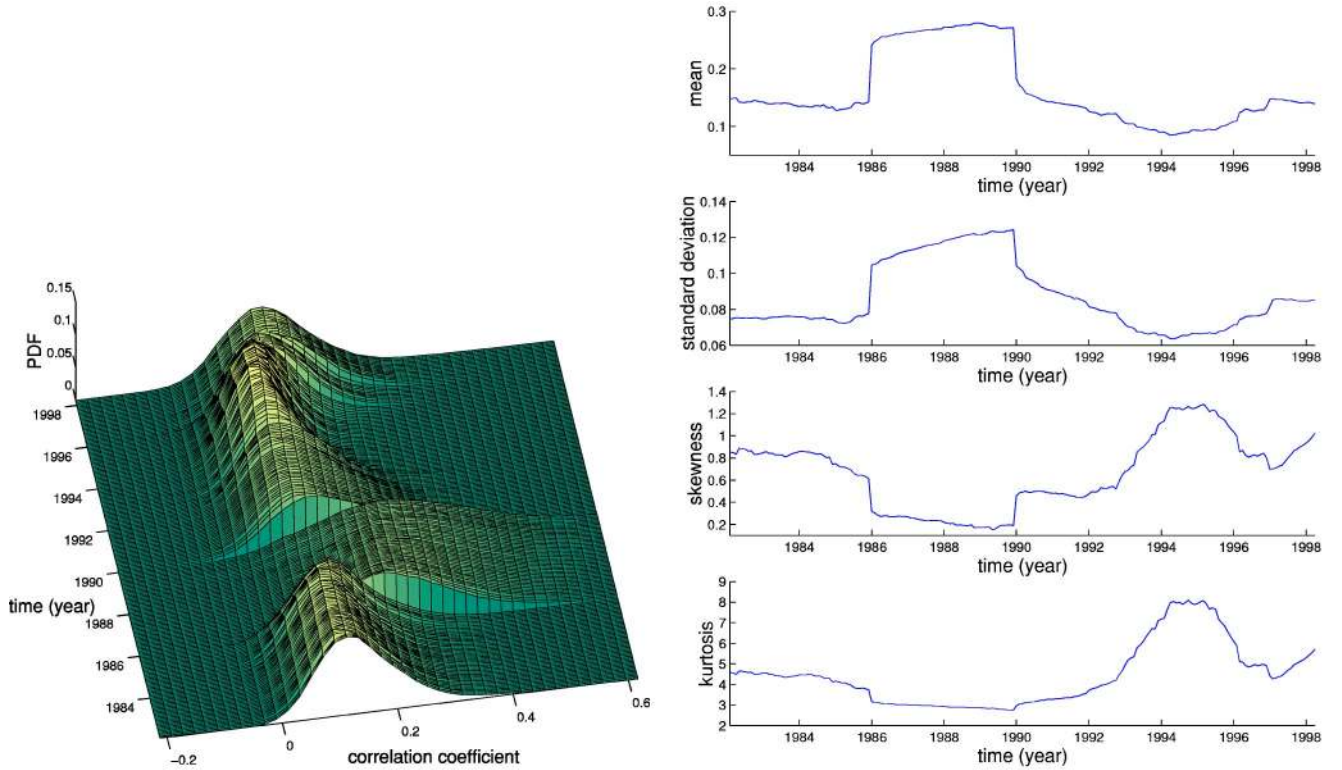 0.15
0.1
0.05
0
PDF
1998
1996
1994
1992
1990
1988
1986
1984
time (year)
−0.2
0
0.2
0.4
0.6
correlation coefficient
0.3
0.2
0.1
mean
1984 1986 1988 1990 1992 1994 1996 1998
time (year)
0.14
0.12
0.1
0.08
0.06
standard deviation
1984 1986 1988 1990 1992 1994 1996 1998
time (year)
1.4
1.2
1
0.8
0.6
0.4
0.2
skewness
1984 1986 1988 1990 1992 1994 1996 1998
time (year)
9
8
7
6
5
4
3
2
kurtosis
1984 1986 1988 1990 1992 1994 1996 1998
time (year)